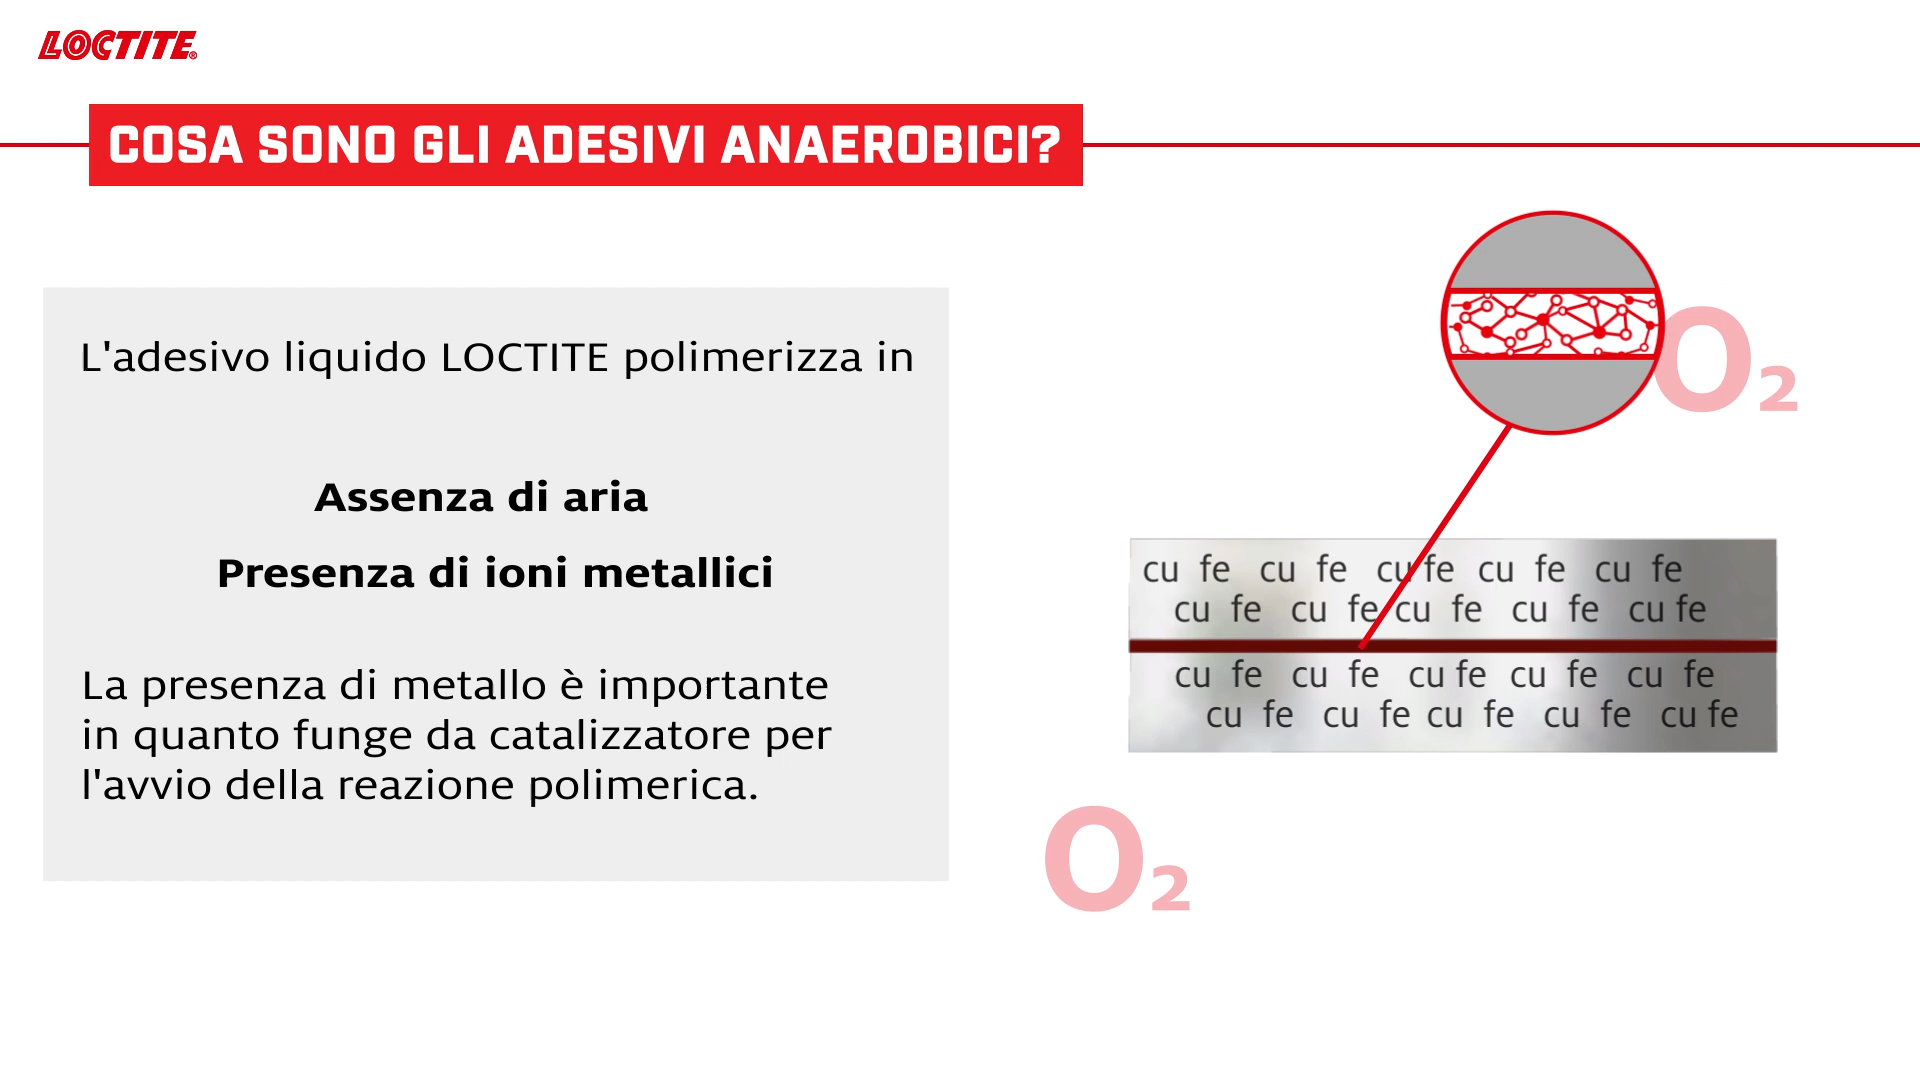 LOCTITE®
COSA SONO GLI ADESIVI ANAEROBICI?
L'adesivo liquido LOCTITE polimerizza in
Assenza di aria
Presenza di ioni metallici
La presenza di metallo è importante
in quanto funge da catalizzatore per
l'avvio della reazione polimerica.
O₂
cu fe cu fe cu fe cu fe cu fe
cu fe cu fe cu fe cu fe cu fe
cu fe cu fe cu fe cu fe cu fe
cu fe cu fe cu fe cu fe cu fe
O₂